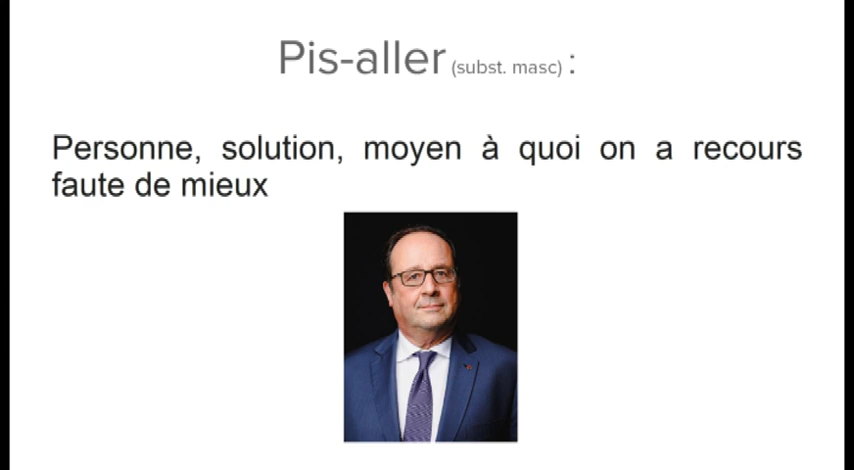 Pis-aller (subst. masc) :
Personne, solution, moyen à quoi on a recours
faute de mieux